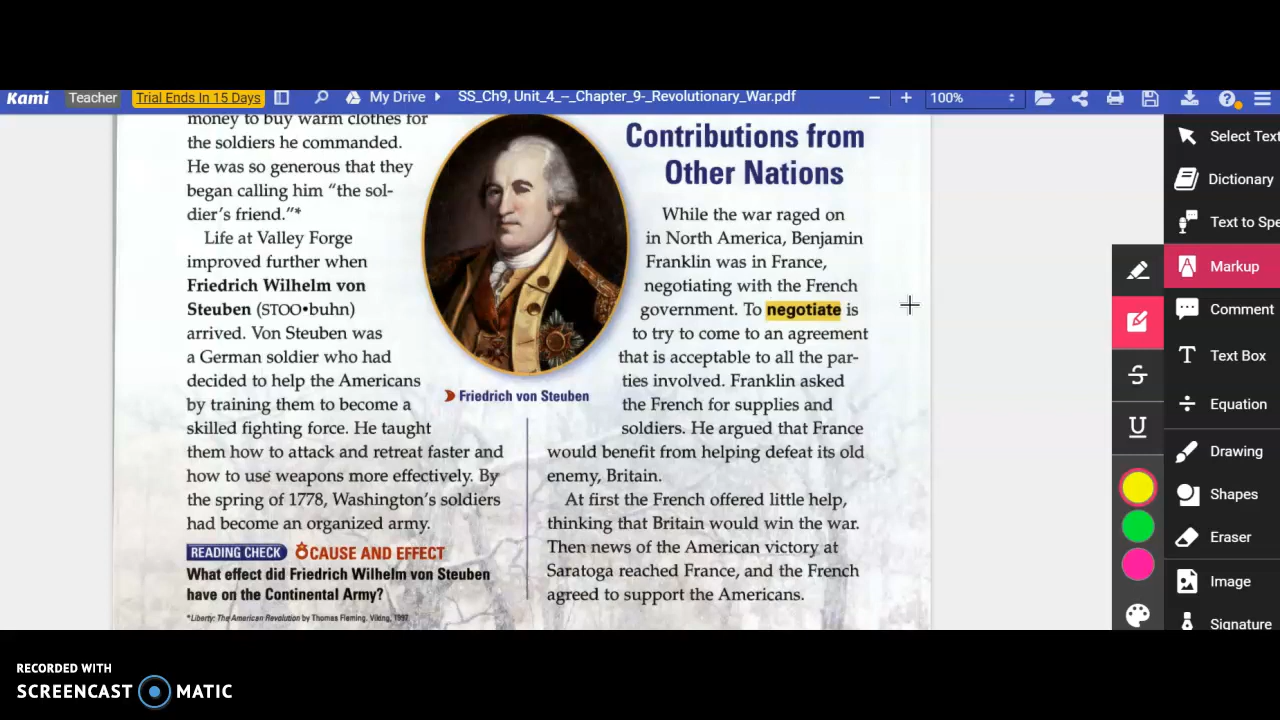 Kami Teacher Trial Ends In 15 Days My Drive SS_Ch9, Unit_4_--_Chapter_9-_Revolutionary_War.pdf 100%
money to buy warm clothes for
the soldiers he commanded.
He was so generous that they
began calling him “the sol-
dier’s friend.”*
Life at Valley Forge
improved further when
Friedrich Wilhelm von
Steuben (STOO•buhn)
arrived. Von Steuben was
a German soldier who had
decided to help the Americans
by training them to become a
skilled fighting force. He taught
them how to attack and retreat faster and
how to use weapons more effectively. By
the spring of 1778, Washington’s soldiers
had become an organized army.
READING CHECK CAUSE AND EFFECT
What effect did Friedrich Wilhelm von Steuben
have on the Continental Army?
*Liberty: The American Revolution by Thomas Fleming. Viking, 1997
Friedrich von Steuben
Contributions from
Other Nations
While the war raged on
in North America, Benjamin
Franklin was in France,
negotiating with the French
government. To negotiate is
to try to come to an agreement
that is acceptable to all the par-
ties involved. Franklin asked
the French for supplies and
soldiers. He argued that France
would benefit from helping defeat its old
enemy, Britain.
At first the French offered little help,
thinking that Britain would win the war.
Then news of the American victory at
Saratoga reached France, and the French
agreed to support the Americans.
Select Text
Dictionary
Text to Spe
Markup
Comment
Text Box
Equation
Drawing
Shapes
Eraser
Image
Signature
RECORDED WITH
SCREENCAST MATIC